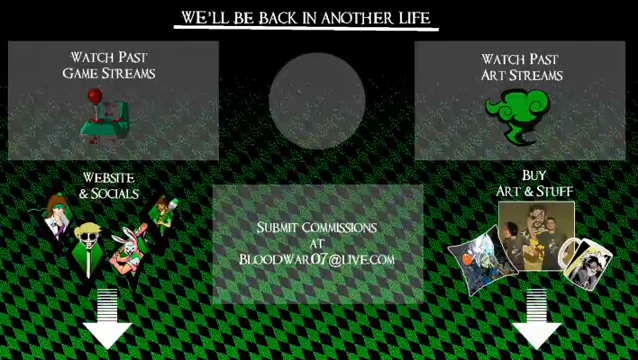 WE'LL BE BACK IN ANOTHER LIFE
WATCH PAST
GAME STREAMS
WATCH PAST
ART STREAMS
WEBSITE
& SOCIALS
BUY
ART & STUFF
SUBMIT COMMISSIONS
AT
BLOODWAR07@LIVE.COM